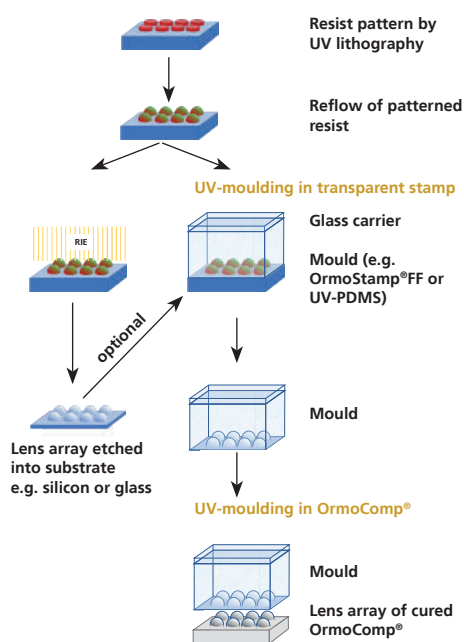 Resist pattern by
UV lithography
Reflow of patterned
resist
UV-moulding in transparent stamp
Glass carrier
RIE
Mould (e.g.
OrmoStamp®FF or
UV-PDMS)
optional
Mould
Lens array etched
into substrate
e.g. silicon or glass
UV-moulding in OrmoComp®
Mould
Lens array of cured
OrmoComp®